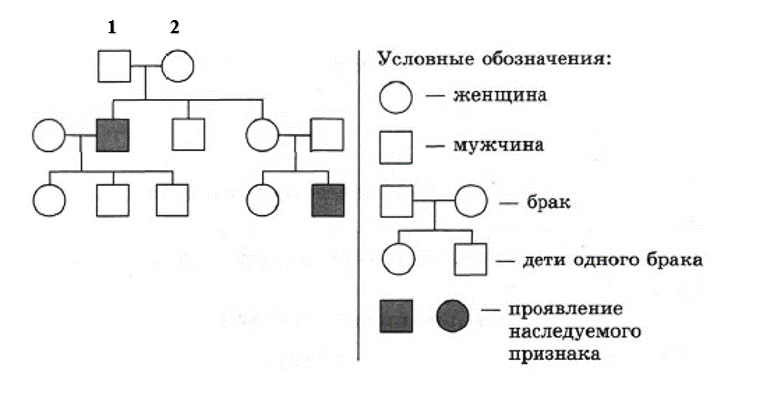 1 2
Условные обозначения:
— женщина
— мужчина
— брак
— дети одного брака
— проявление
наследуемого
признака